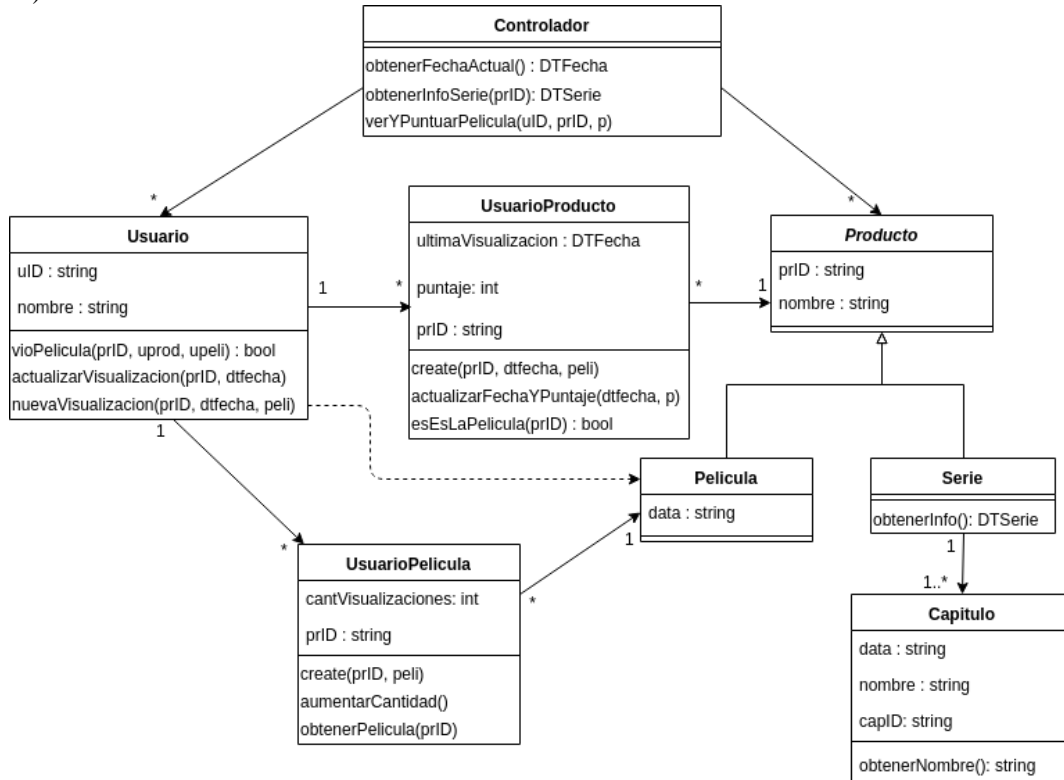 )
Controlador
obtenerFechaActual() : DTFecha
obtenerInfoSerie(prID): DTSerie
verYPuntuarPelicula(uID, prID, p)
*
*
Usuario
uID : string
nombre : string
vioPelicula(prID, uprod, upeli) : bool
actualizarVisualizacion(prID, dtfecha)
nuevaVisualizacion(prID, dtfecha, peli)
1
*
UsuarioProducto
ultimaVisualizacion : DTFecha
puntaje: int
prID : string
create(prID, dtfecha, peli)
actualizarFechaYPuntaje(dtfecha, p)
esEsLaPelicula(prID) : bool
*
1
Producto
prID : string
nombre : string
1
*
UsuarioPelicula
cantVisualizaciones: int
prID : string
create(prID, peli)
aumentarCantidad()
obtenerPelicula(prID)
*
1
Pelicula
data : string
Serie
obtenerInfo(): DTSerie
1
1..*
Capitulo
data : string
nombre : string
capID: string
obtenerNombre(): string